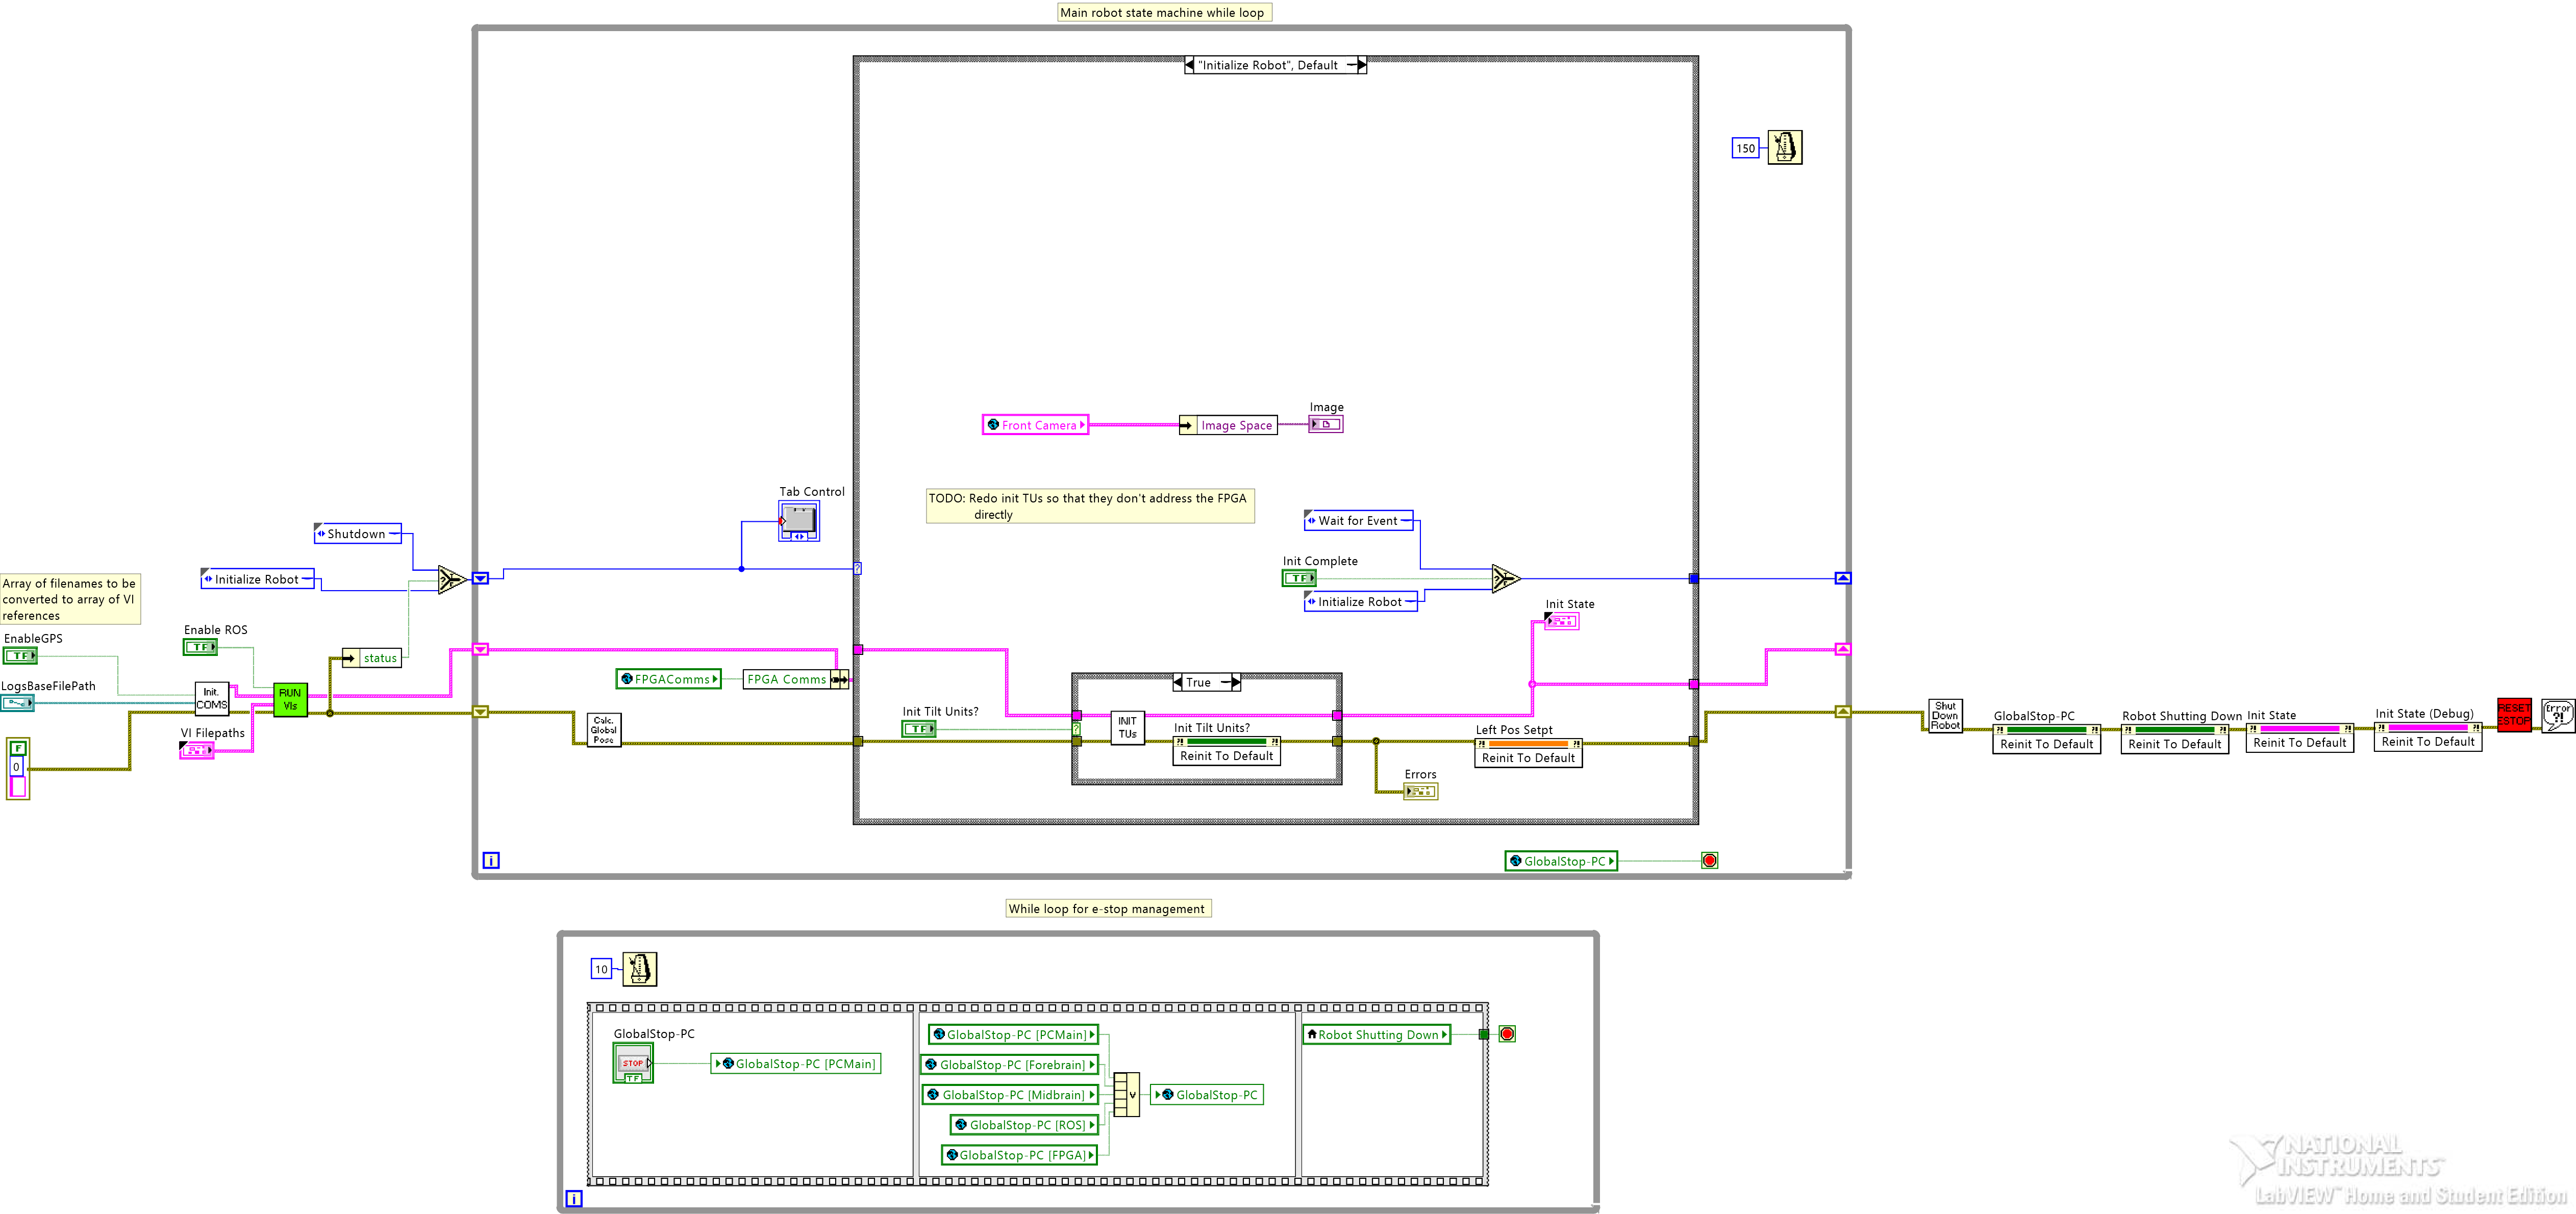 Main robot state machine while loop
"Initialize Robot", Default
150
Image
Front Camera
Image Space
Tab Control
TODO: Redo init TUs so that they don't address the FPGA
directly
Shutdown
Initialize Robot
Wait for Event
Init Complete
TF
Initialize Robot
Array of filenames to be
converted to array of VI
references
EnableGPS
TF
Enable ROS
TF
status
LogsBaseFilePath
Init.
COMS
RUN
VIs
VI Filepaths
F
0
FPGAComms
FPGA Comms
Calc.
Global
Pose
Init Tilt Units?
TF
True
INIT
TUs
Init Tilt Units?
Reinit To Default
Init State
Left Pos Setpt
Reinit To Default
Errors
Shut
Down
Robot
GlobalStop-PC
Reinit To Default
Robot Shutting Down
Reinit To Default
Init State
Reinit To Default
Init State (Debug)
Reinit To Default
RESET
ESTOP
Error
?!
i
GlobalStop-PC
While loop for e-stop management
10
GlobalStop-PC
STOP
TF
GlobalStop-PC [PCMain]
GlobalStop-PC [PCMain]
GlobalStop-PC [Forebrain]
GlobalStop-PC [Midbrain]
GlobalStop-PC [ROS]
GlobalStop-PC [FPGA]
V
GlobalStop-PC
Robot Shutting Down
i
NATIONAL
INSTRUMENTS™
LabVIEW™ Home and Student Edition